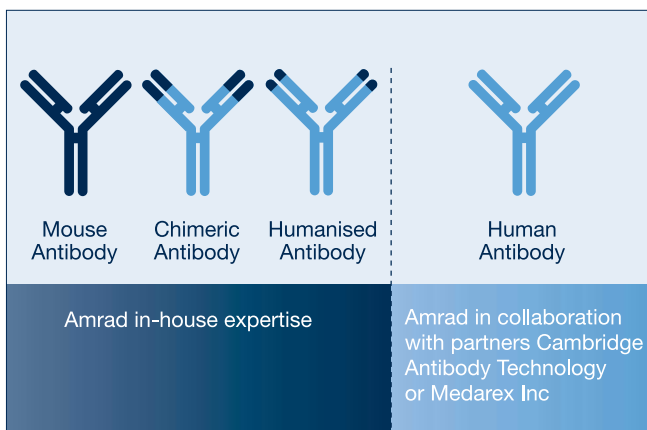 Mouse
Antibody
Chimeric
Antibody
Humanised
Antibody
Human
Antibody
Amrad in-house expertise
Amrad in collaboration
with partners Cambridge
Antibody Technology
or Medarex Inc